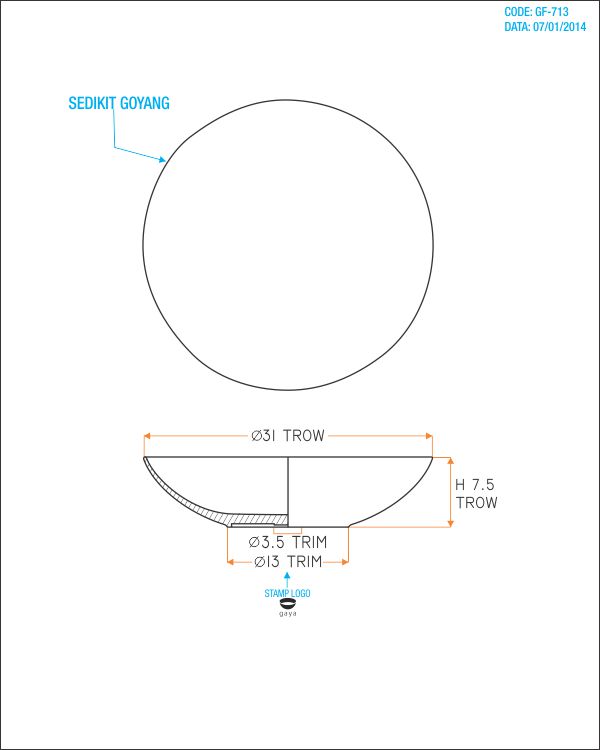 CODE: GF-713
DATA: 07/01/2014
SEDIKIT GOYANG
Ø31 TROW
H 7.5
TROW
Ø3.5 TRIM
Ø13 TRIM
STAMP LOGO
gaya